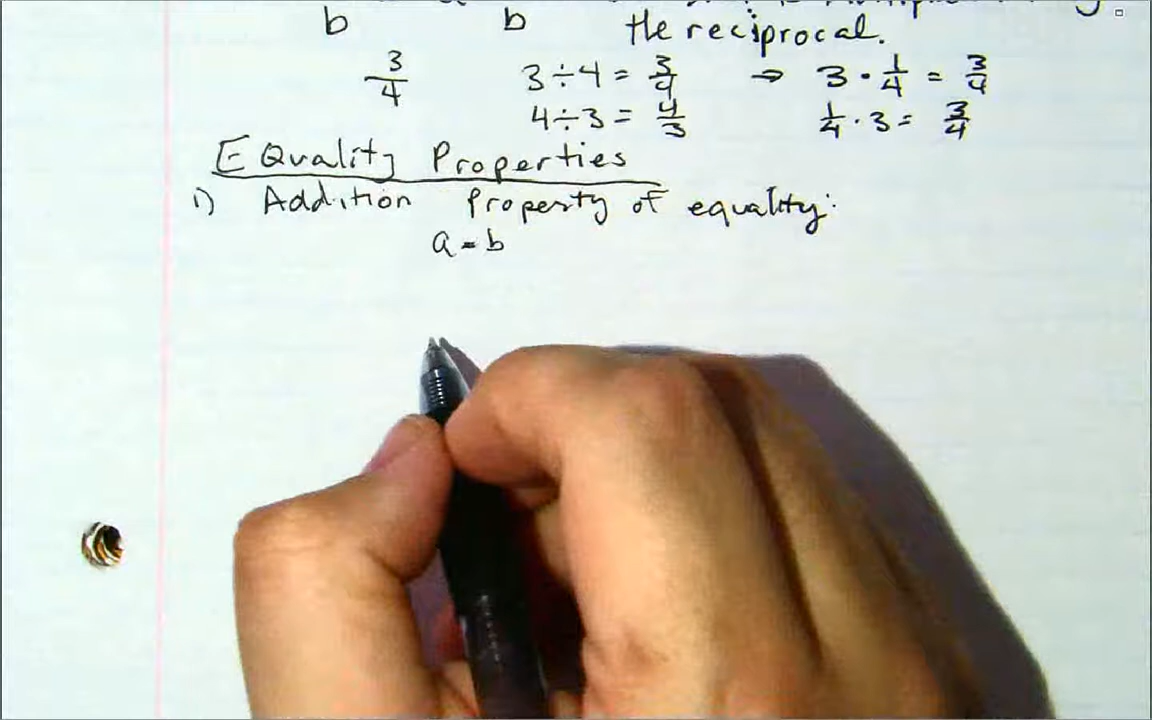 b b the reciprocal.
3/4 3÷4 = 3/4 → 3 · 1/4 = 3/4
4÷3 = 4/3 1/4 · 3 = 3/4
EQuality Properties
1) Addition Property of equality:
a = b